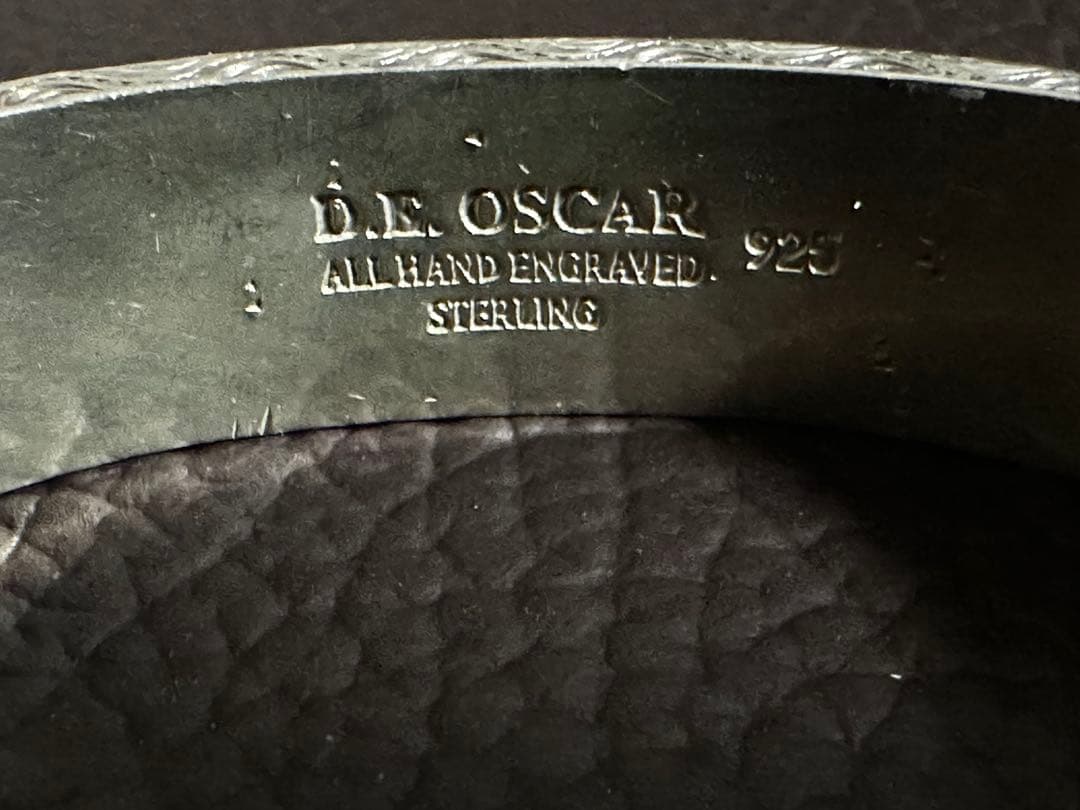 D.E. OSCAR
ALL HAND ENGRAVED.
STERLING
925